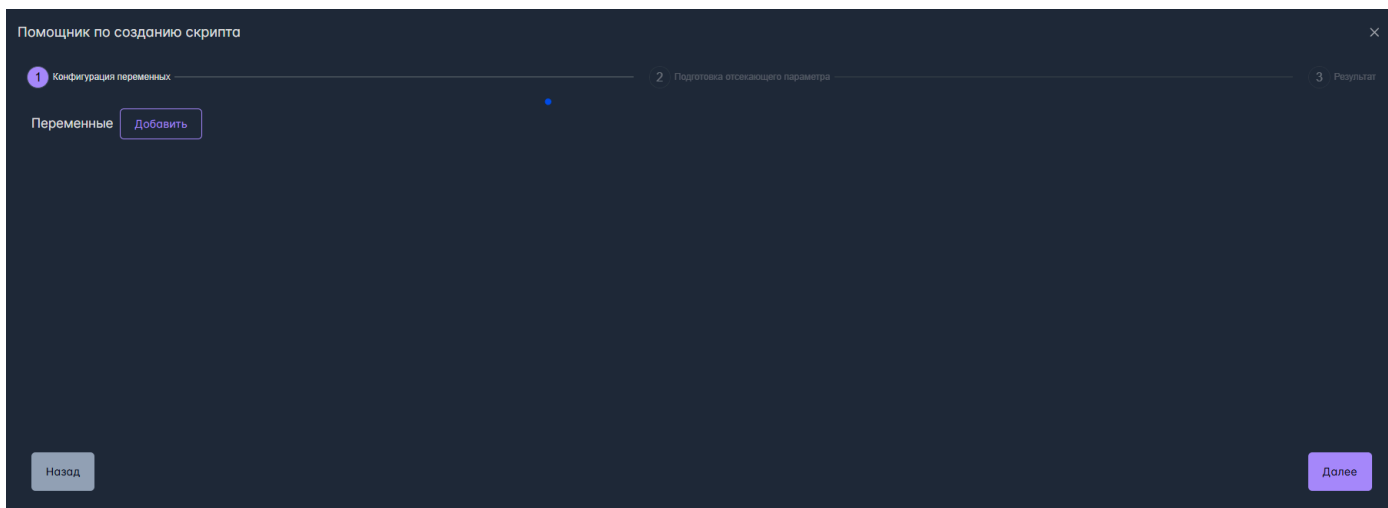 Помощник по созданию скрипта
1 Конфигурация переменных 2 Подготовка отсекающего параметра 3 Результат
Переменные Добавить
Назад Далее